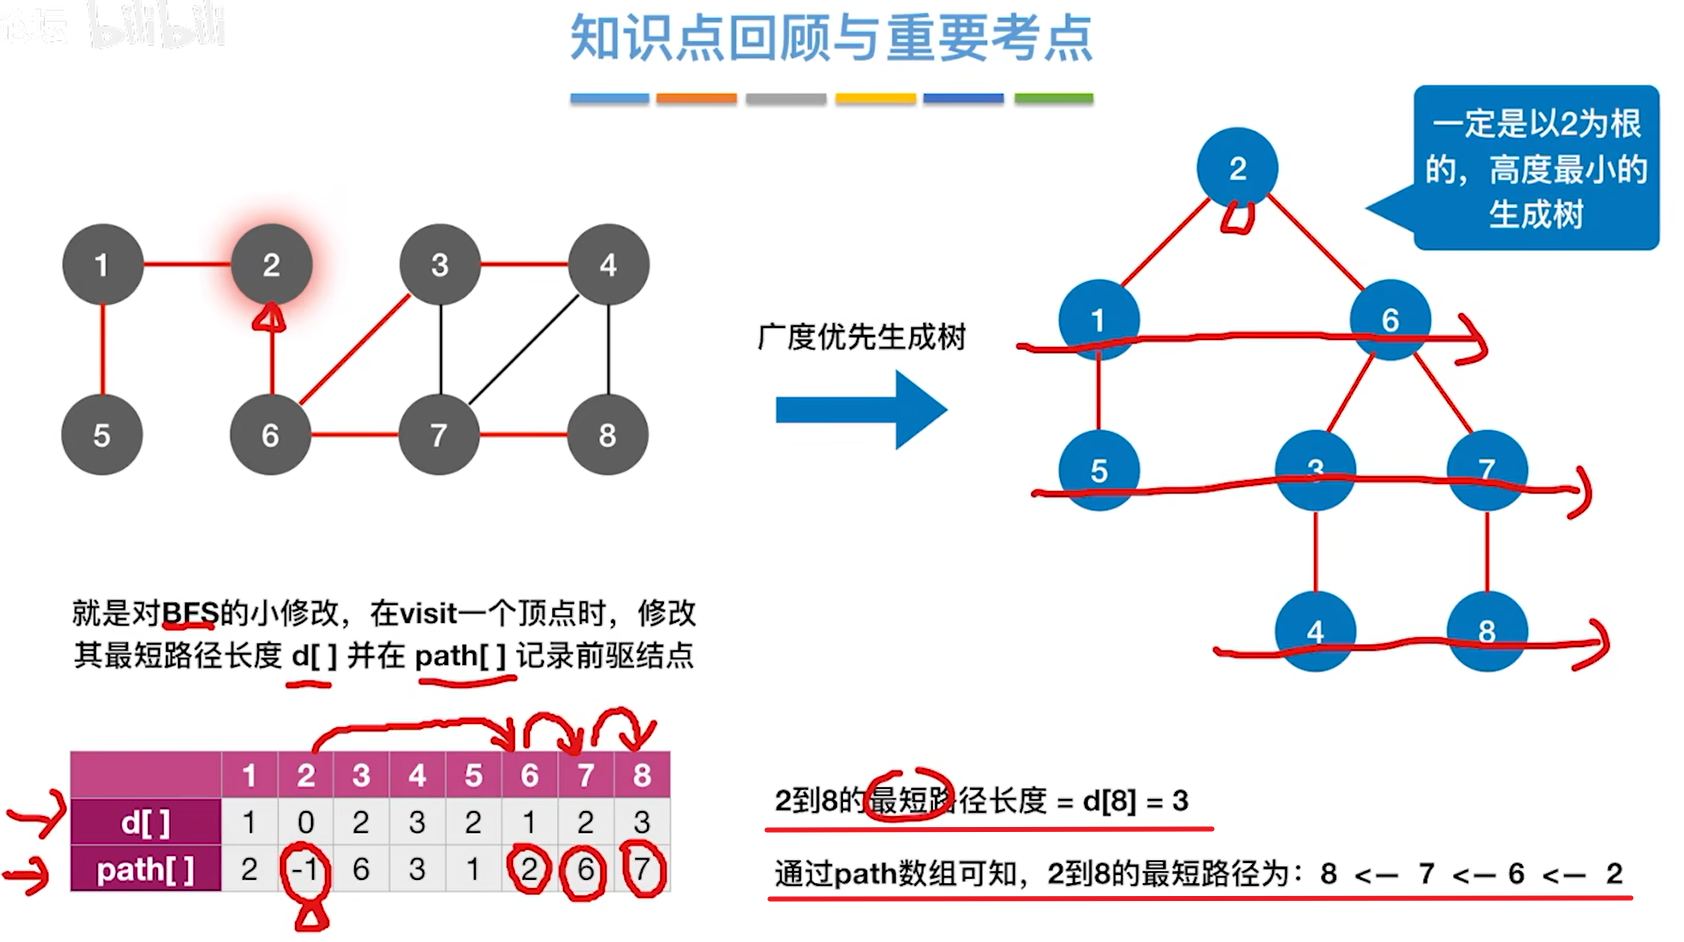 论坛 bilibili
知识点回顾与重要考点
一定是以2为根
的，高度最小的
生成树
2
1 2 3 4
1 6
广度优先生成树
5 6 7 8
5 3 7
4 8
就是对BFS的小修改，在visit一个顶点时，修改
其最短路径长度 d[ ] 并在 path[ ] 记录前驱结点
1 2 3 4 5 6 7 8
d[ ] 1 0 2 3 2 1 2 3
path[ ] 2 -1 6 3 1 2 6 7
2到8的最短路径长度 = d[8] = 3
通过path数组可知，2到8的最短路径为：8 <— 7 <— 6 <— 2